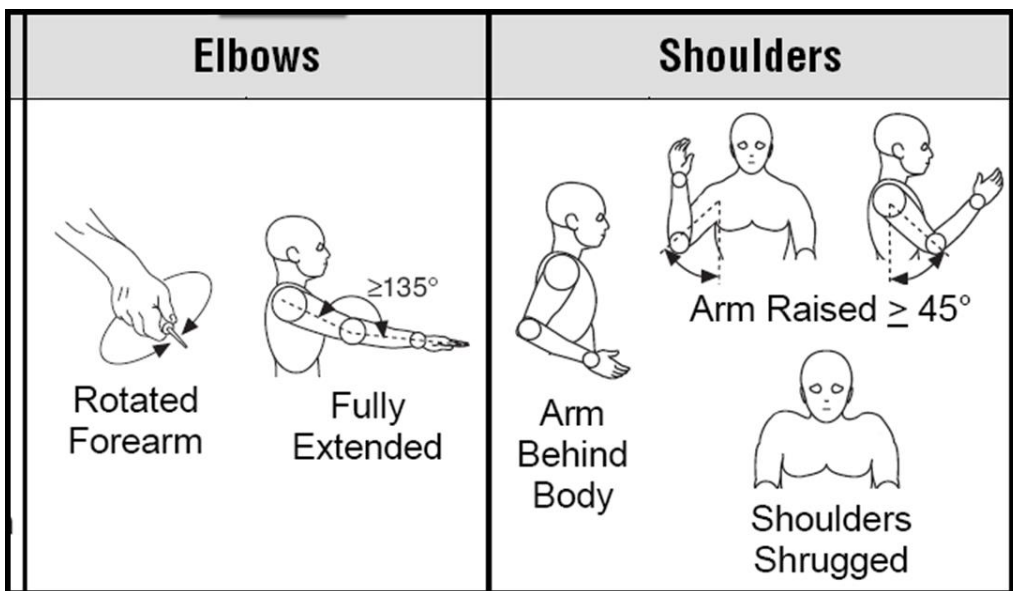 Elbows
Rotated
Forearm
≥135°
Fully
Extended
Shoulders
Arm
Behind
Body
Arm Raised ≥ 45°
Shoulders
Shrugged